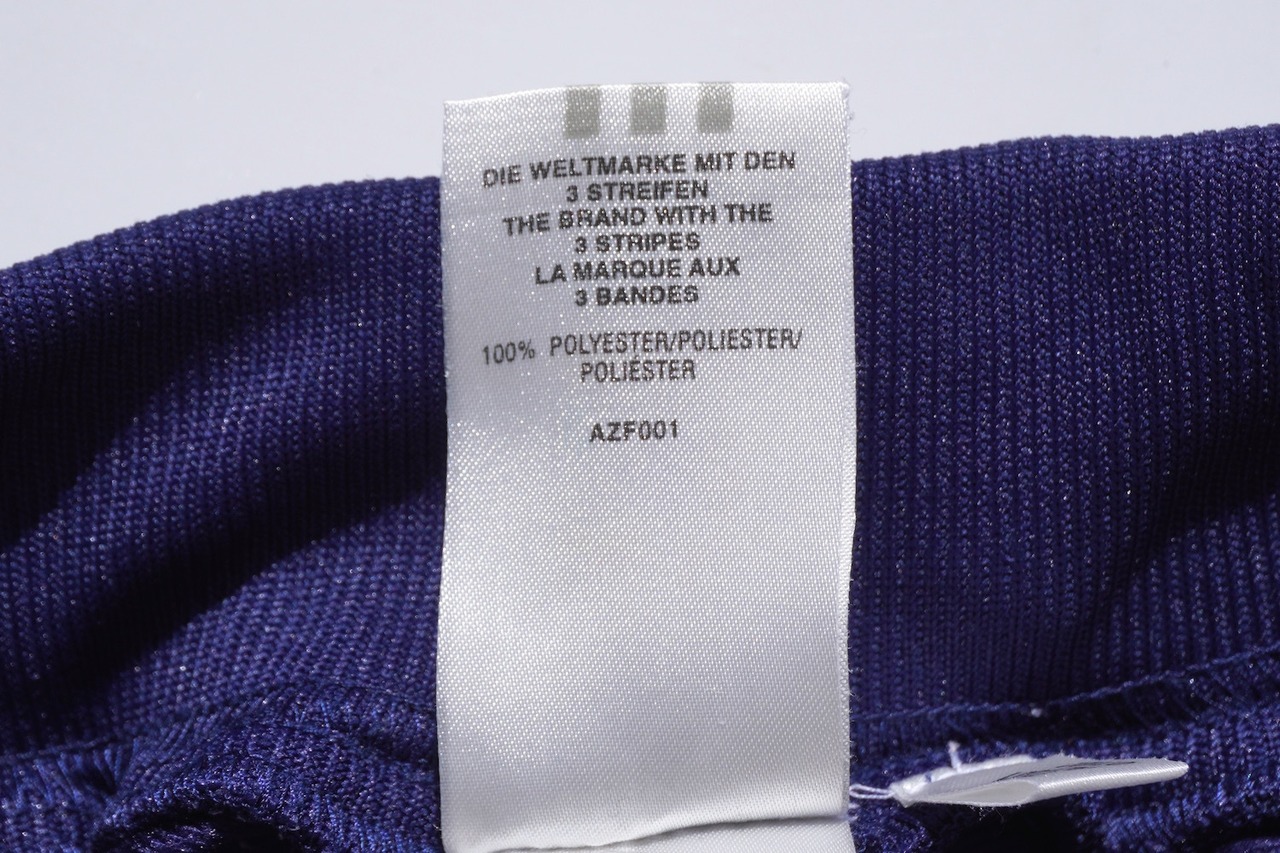 DIE WELTMARKE MIT DEN
3 STREIFEN
THE BRAND WITH THE
3 STRIPES
LA MARQUE AUX
3 BANDES
100% POLYESTER/POLIESTER/
POLIÉSTER
AZF001